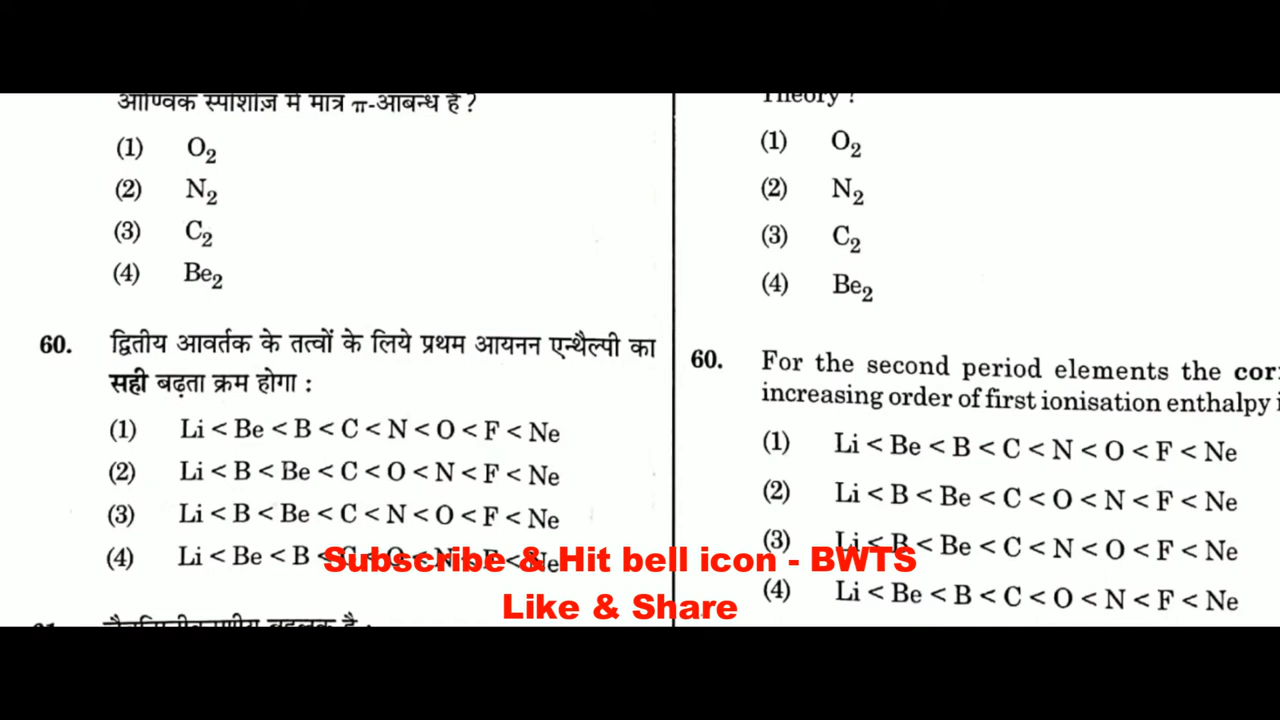 आण्विक स्पीशीज़ में मात्र π-आबन्ध है ?
(1) O₂
(2) N₂
(3) C₂
(4) Be₂
60. द्वितीय आवर्तक के तत्वों के लिये प्रथम आयनन एन्थैल्पी का
सही बढ़ता क्रम होगा :
(1) Li < Be < B < C < N < O < F < Ne
(2) Li < B < Be < C < O < N < F < Ne
(3) Li < B < Be < C < N < O < F < Ne
(4) Li < Be < B < C < O < N < F < Ne
Theory ?
(1) O₂
(2) N₂
(3) C₂
(4) Be₂
60. For the second period elements the cor
increasing order of first ionisation enthalpy i
(1) Li < Be < B < C < N < O < F < Ne
(2) Li < B < Be < C < O < N < F < Ne
(3) Li < B < Be < C < N < O < F < Ne
(4) Li < Be < B < C < O < N < F < Ne
Subscribe & Hit bell icon - BWTS
Like & Share